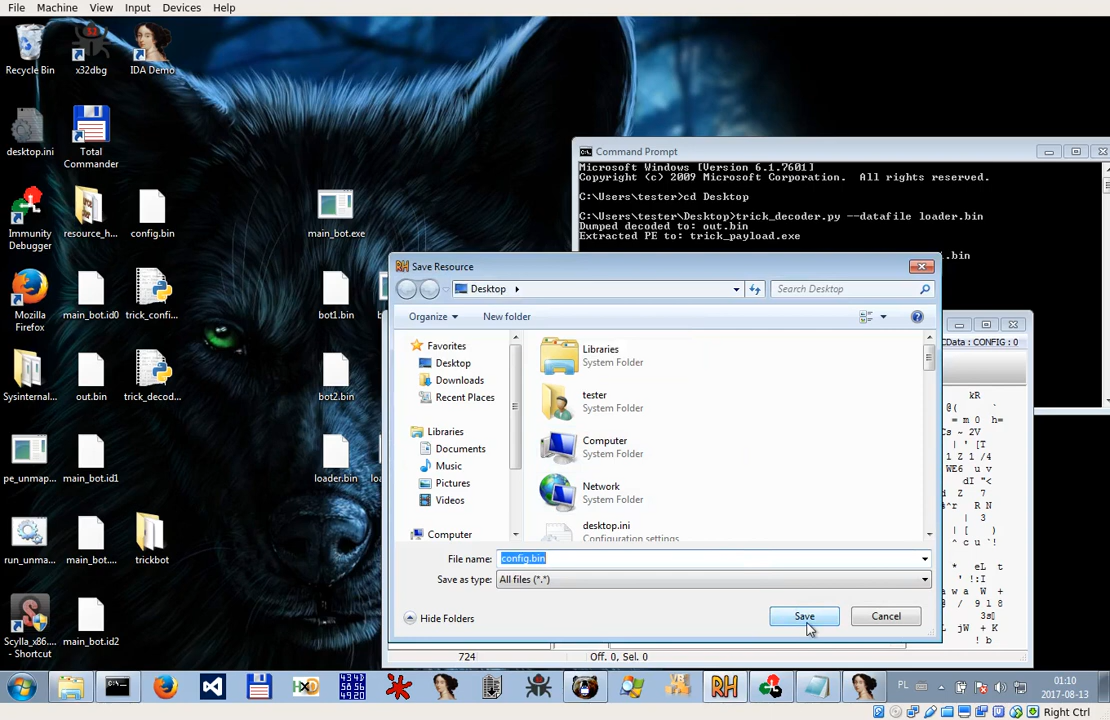 File Machine View Input Devices Help
Recycle Bin
x32dbg
IDA Demo
desktop.ini
Total
Commander
Immunity
Debugger
resource_h...
config.bin
main_bot.exe
Mozilla
Firefox
main_bot.id0
trick_confi...
bot1.bin
Sysinternal...
out.bin
trick_decod...
bot2.bin
pe_unmap...
main_bot.id1
loader.bin
run_unma...
main_bot....
trickbot
Scylla_x86....
- Shortcut
main_bot.id2
Command Prompt
Microsoft Windows [Version 6.1.7601]
Copyright (c) 2009 Microsoft Corporation. All rights reserved.
C:\Users\tester>cd Desktop
C:\Users\tester\Desktop>trick_decoder.py --datafile loader.bin
Dumped decoded to: out.bin
Extracted PE to: trick_payload.exe
.bin
RH Save Resource
Desktop
Search Desktop
Organize New folder
Favorites
Desktop
Downloads
Recent Places
Libraries
Documents
Music
Pictures
Videos
Computer
Libraries
System Folder
tester
System Folder
Computer
System Folder
Network
System Folder
desktop.ini
Configuration settings
File name: config.bin
Save as type: All files (*.*)
Hide Folders
Save
Cancel
CData : CONFIG : 0
724
Off. 0, Sel. 0
RH
PL
01:10
2017-08-13
Right Ctrl